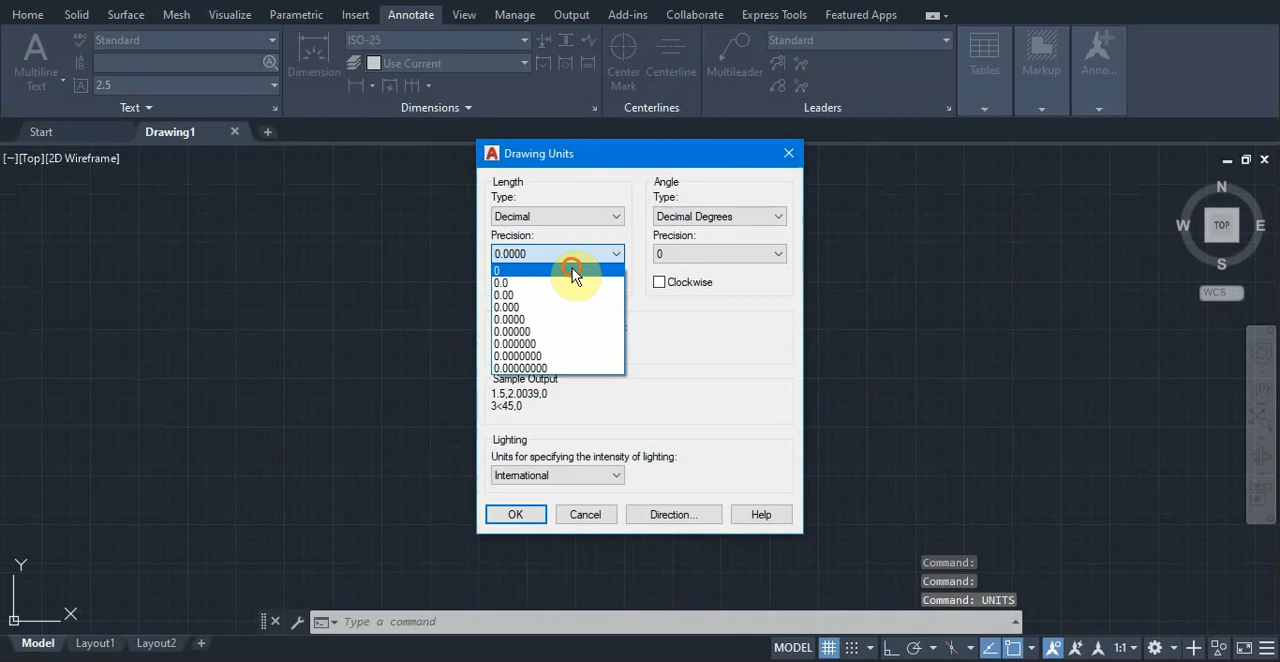 Home Solid Surface Mesh Visualize Parametric Insert Annotate View Manage Output Add-ins Collaborate Express Tools Featured Apps
A Standard ISO-25 Standard
ABC
Multiline Text
A 2.5
Dimension
Use Current
Center Mark
Centerline
Multileader
Tables
Markup
Anno...
Text Dimensions Centerlines Leaders
Start Drawing1
[−][Top][2D Wireframe]
N
W TOP E
S
WCS
A Drawing Units
Length Angle
Type: Type:
Decimal Decimal Degrees
Precision: Precision:
0.0000 0
0
0.0
0.00
0.000
0.0000
0.00000
0.000000
0.0000000
0.00000000
Clockwise
Sample Output
1.5,2.0039,0
3<45,0
Lighting
Units for specifying the intensity of lighting:
International
OK Cancel Direction... Help
Y
X
Command:
Command:
Command: UNITS
Type a command
Model Layout1 Layout2 +
MODEL 1:1